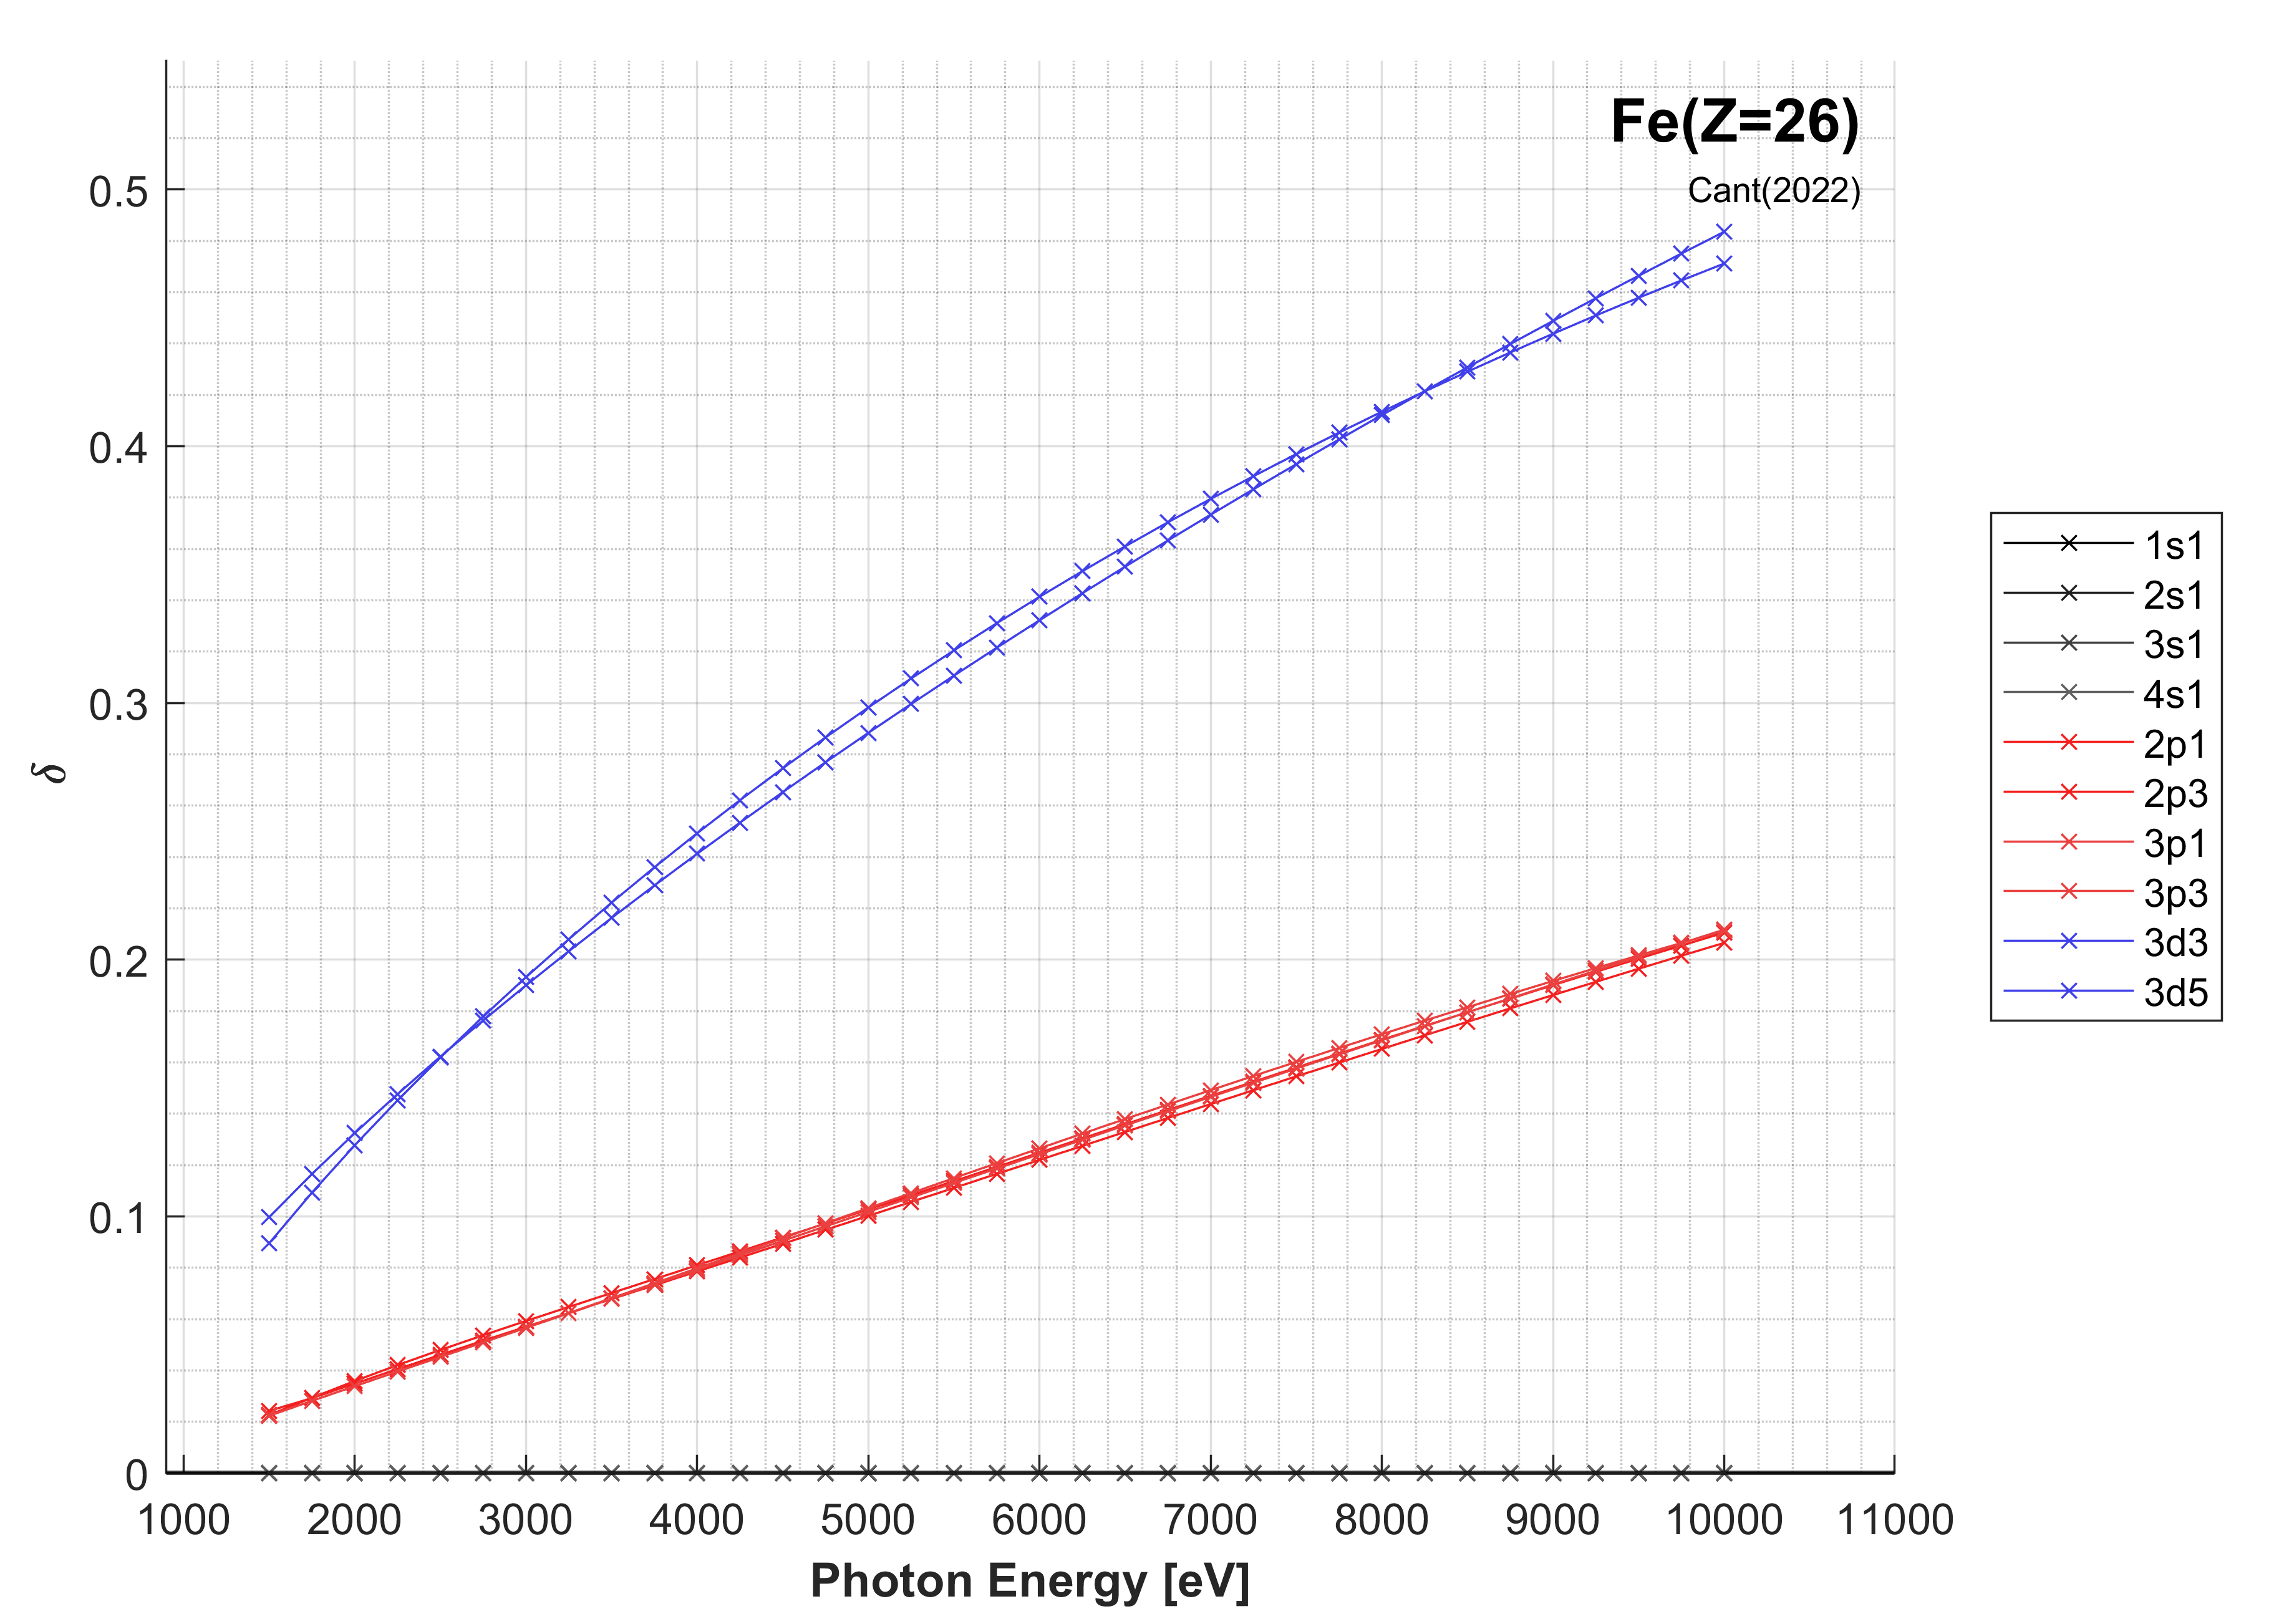 Fe(Z=26)
Cant(2022)
0.5
0.4
0.3
0.2
0.1
0
δ
1000 2000 3000 4000 5000 6000 7000 8000 9000 10000 11000
Photon Energy [eV]
1s1
2s1
3s1
4s1
2p1
2p3
3p1
3p3
3d3
3d5